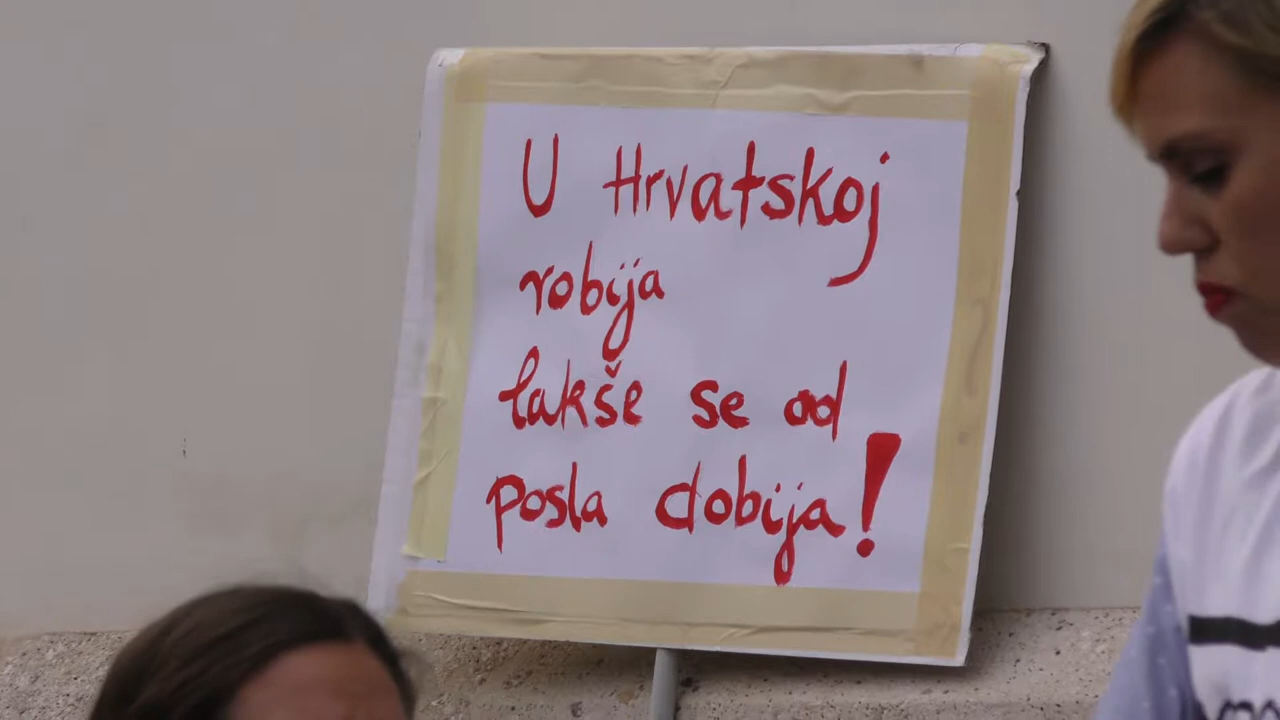 U Hrvatskoj
robija
lakše se od
posla dobija!